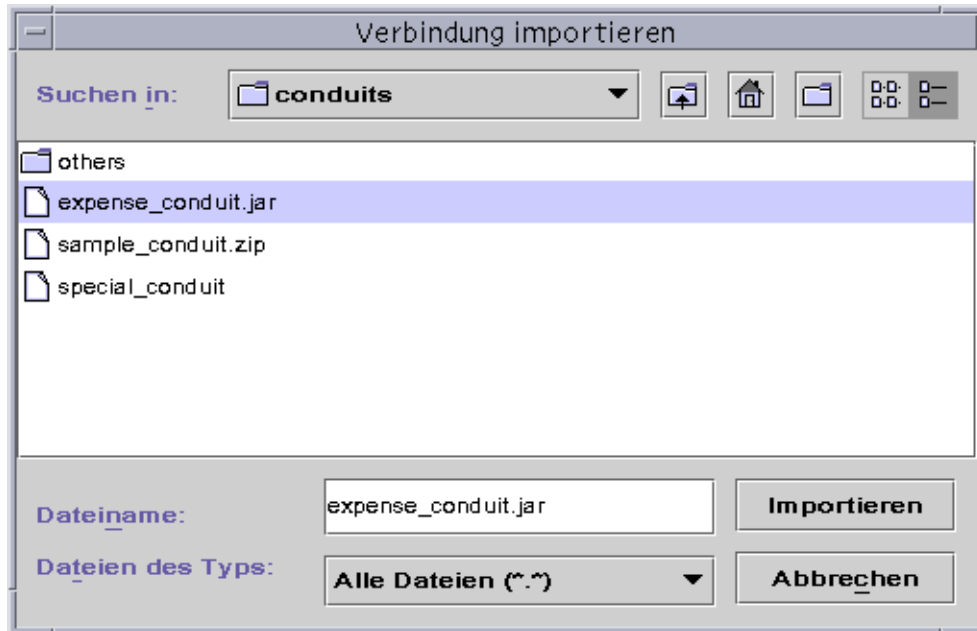 Verbindung importieren
Suchen in: conduits
others
expense_conduit.jar
sample_conduit.zip
special_conduit
Dateiname: expense_conduit.jar Importieren
Dateien des Typs: Alle Dateien (*.*) Abbrechen